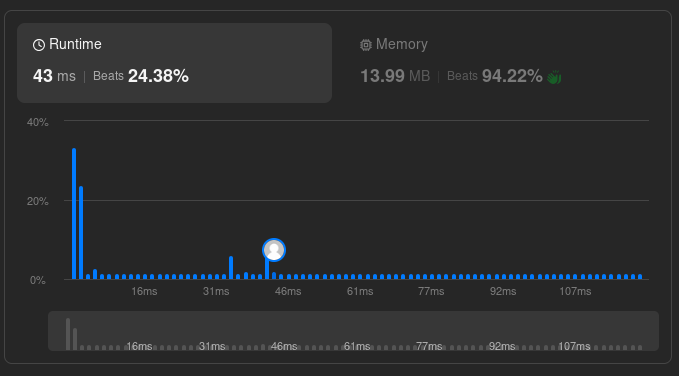 Runtime
43 ms | Beats 24.38%
Memory
13.99 MB | Beats 94.22%
40%
20%
0%
16ms 31ms 46ms 61ms 77ms 92ms 107ms
16ms 31ms 46ms 61ms 77ms 92ms 107ms